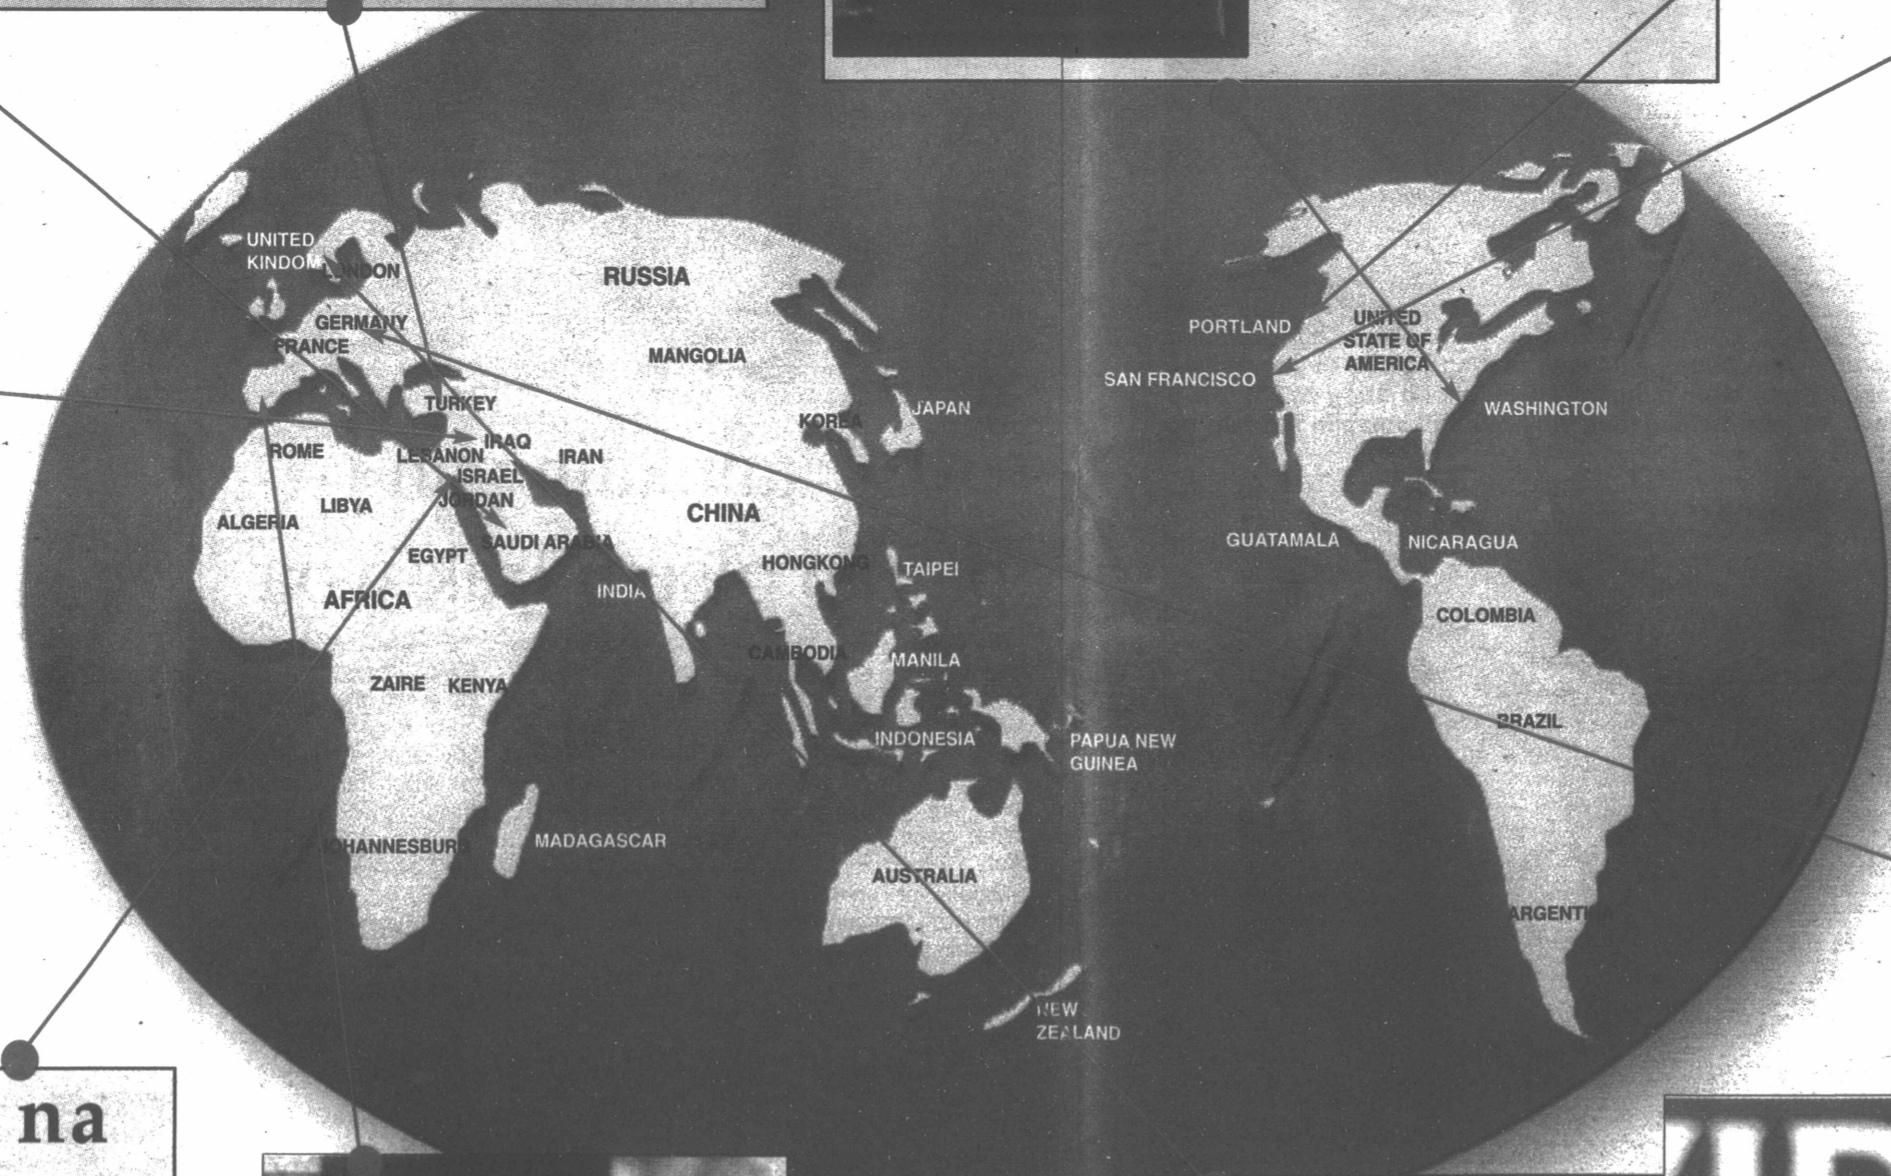 UNITED
KINDOM
LONDON
RUSSIA
GERMANY
FRANCE
MANGOLIA
TURKEY
KOREA
JAPAN
ROME
IRAQ
LEBANON
IRAN
ISRAEL
JORDAN
LIBYA
ALGERIA
CHINA
SAUDI ARABIA
EGYPT
HONGKONG
TAIPEI
INDIA
AFRICA
CAMBODIA
MANILA
ZAIRE
KENYA
INDONESIA
PAPUA NEW
GUINEA
JOHANNESBURG
MADAGASCAR
AUSTRALIA
NEW
ZEALAND
PORTLAND
UNITED
STATE OF
AMERICA
SAN FRANCISCO
WASHINGTON
GUATAMALA
NICARAGUA
COLOMBIA
BRAZIL
na